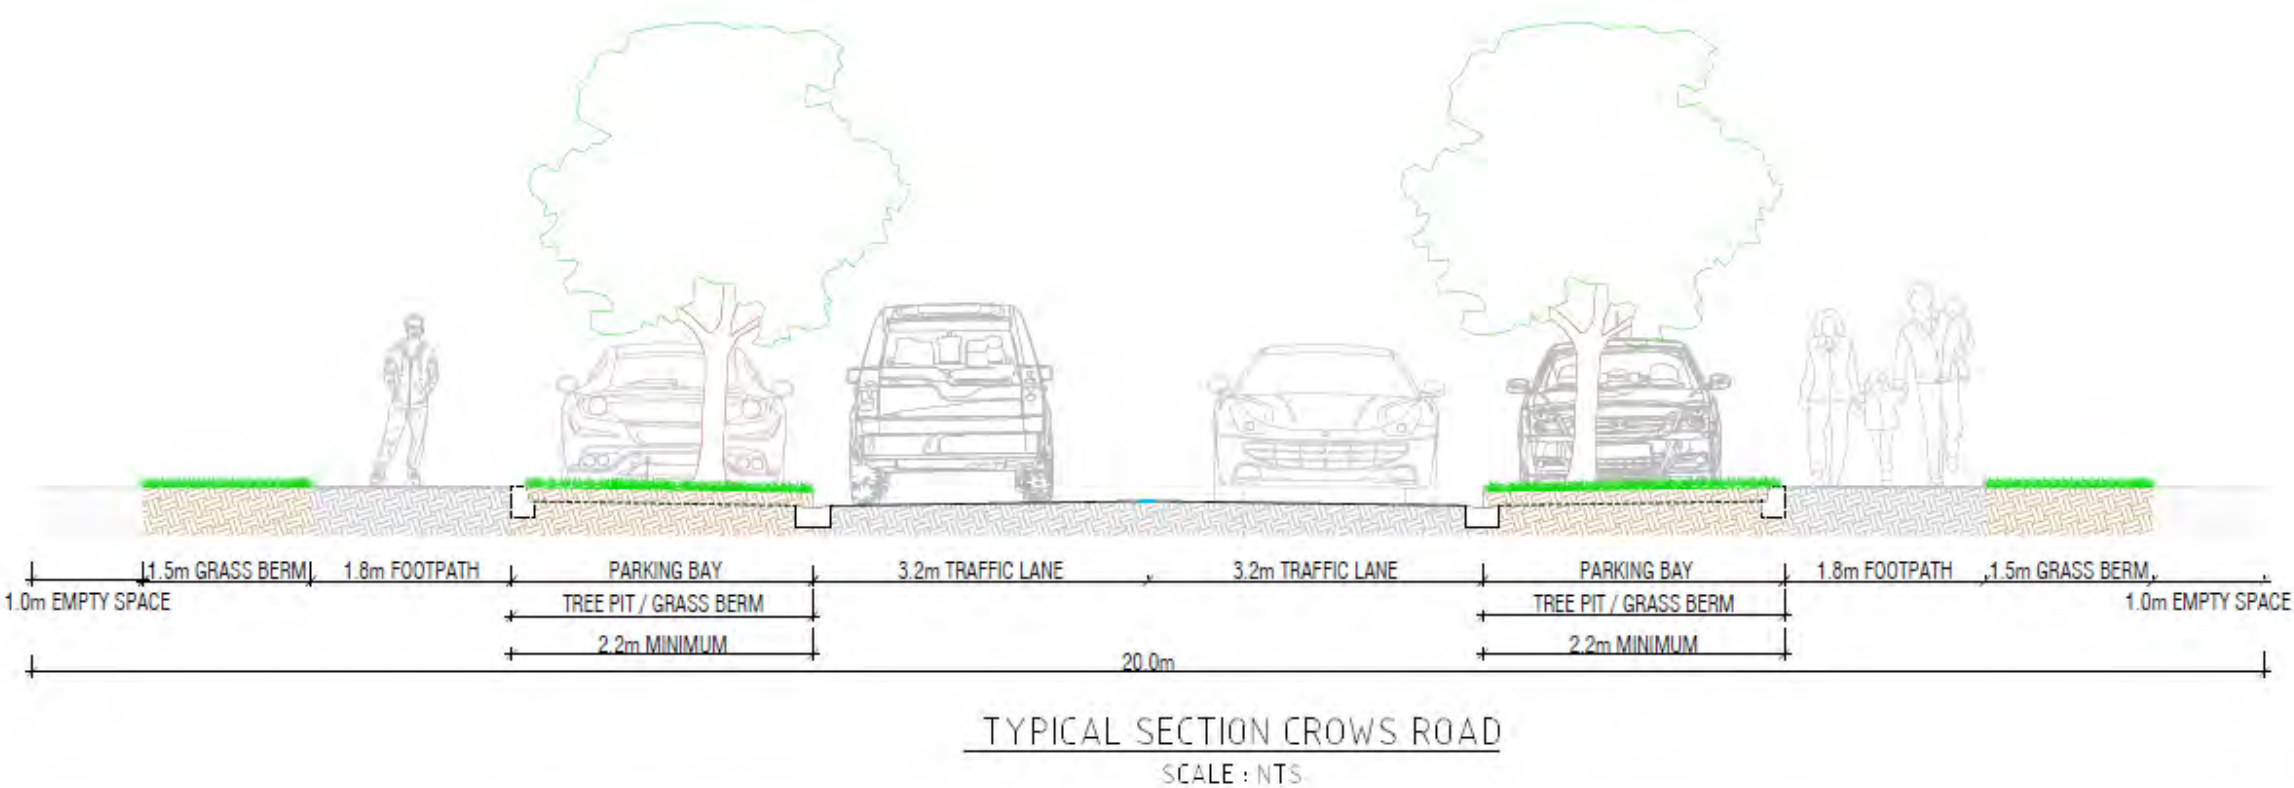 1.5m GRASS BERM 1.8m FOOTPATH PARKING BAY 3.2m TRAFFIC LANE 3.2m TRAFFIC LANE PARKING BAY 1.8m FOOTPATH 1.5m GRASS BERM
1.0m EMPTY SPACE TREE PIT / GRASS BERM TREE PIT / GRASS BERM 1.0m EMPTY SPACE
2.2m MINIMUM 2.2m MINIMUM
20.0m
TYPICAL SECTION CROWS ROAD
SCALE : NTS